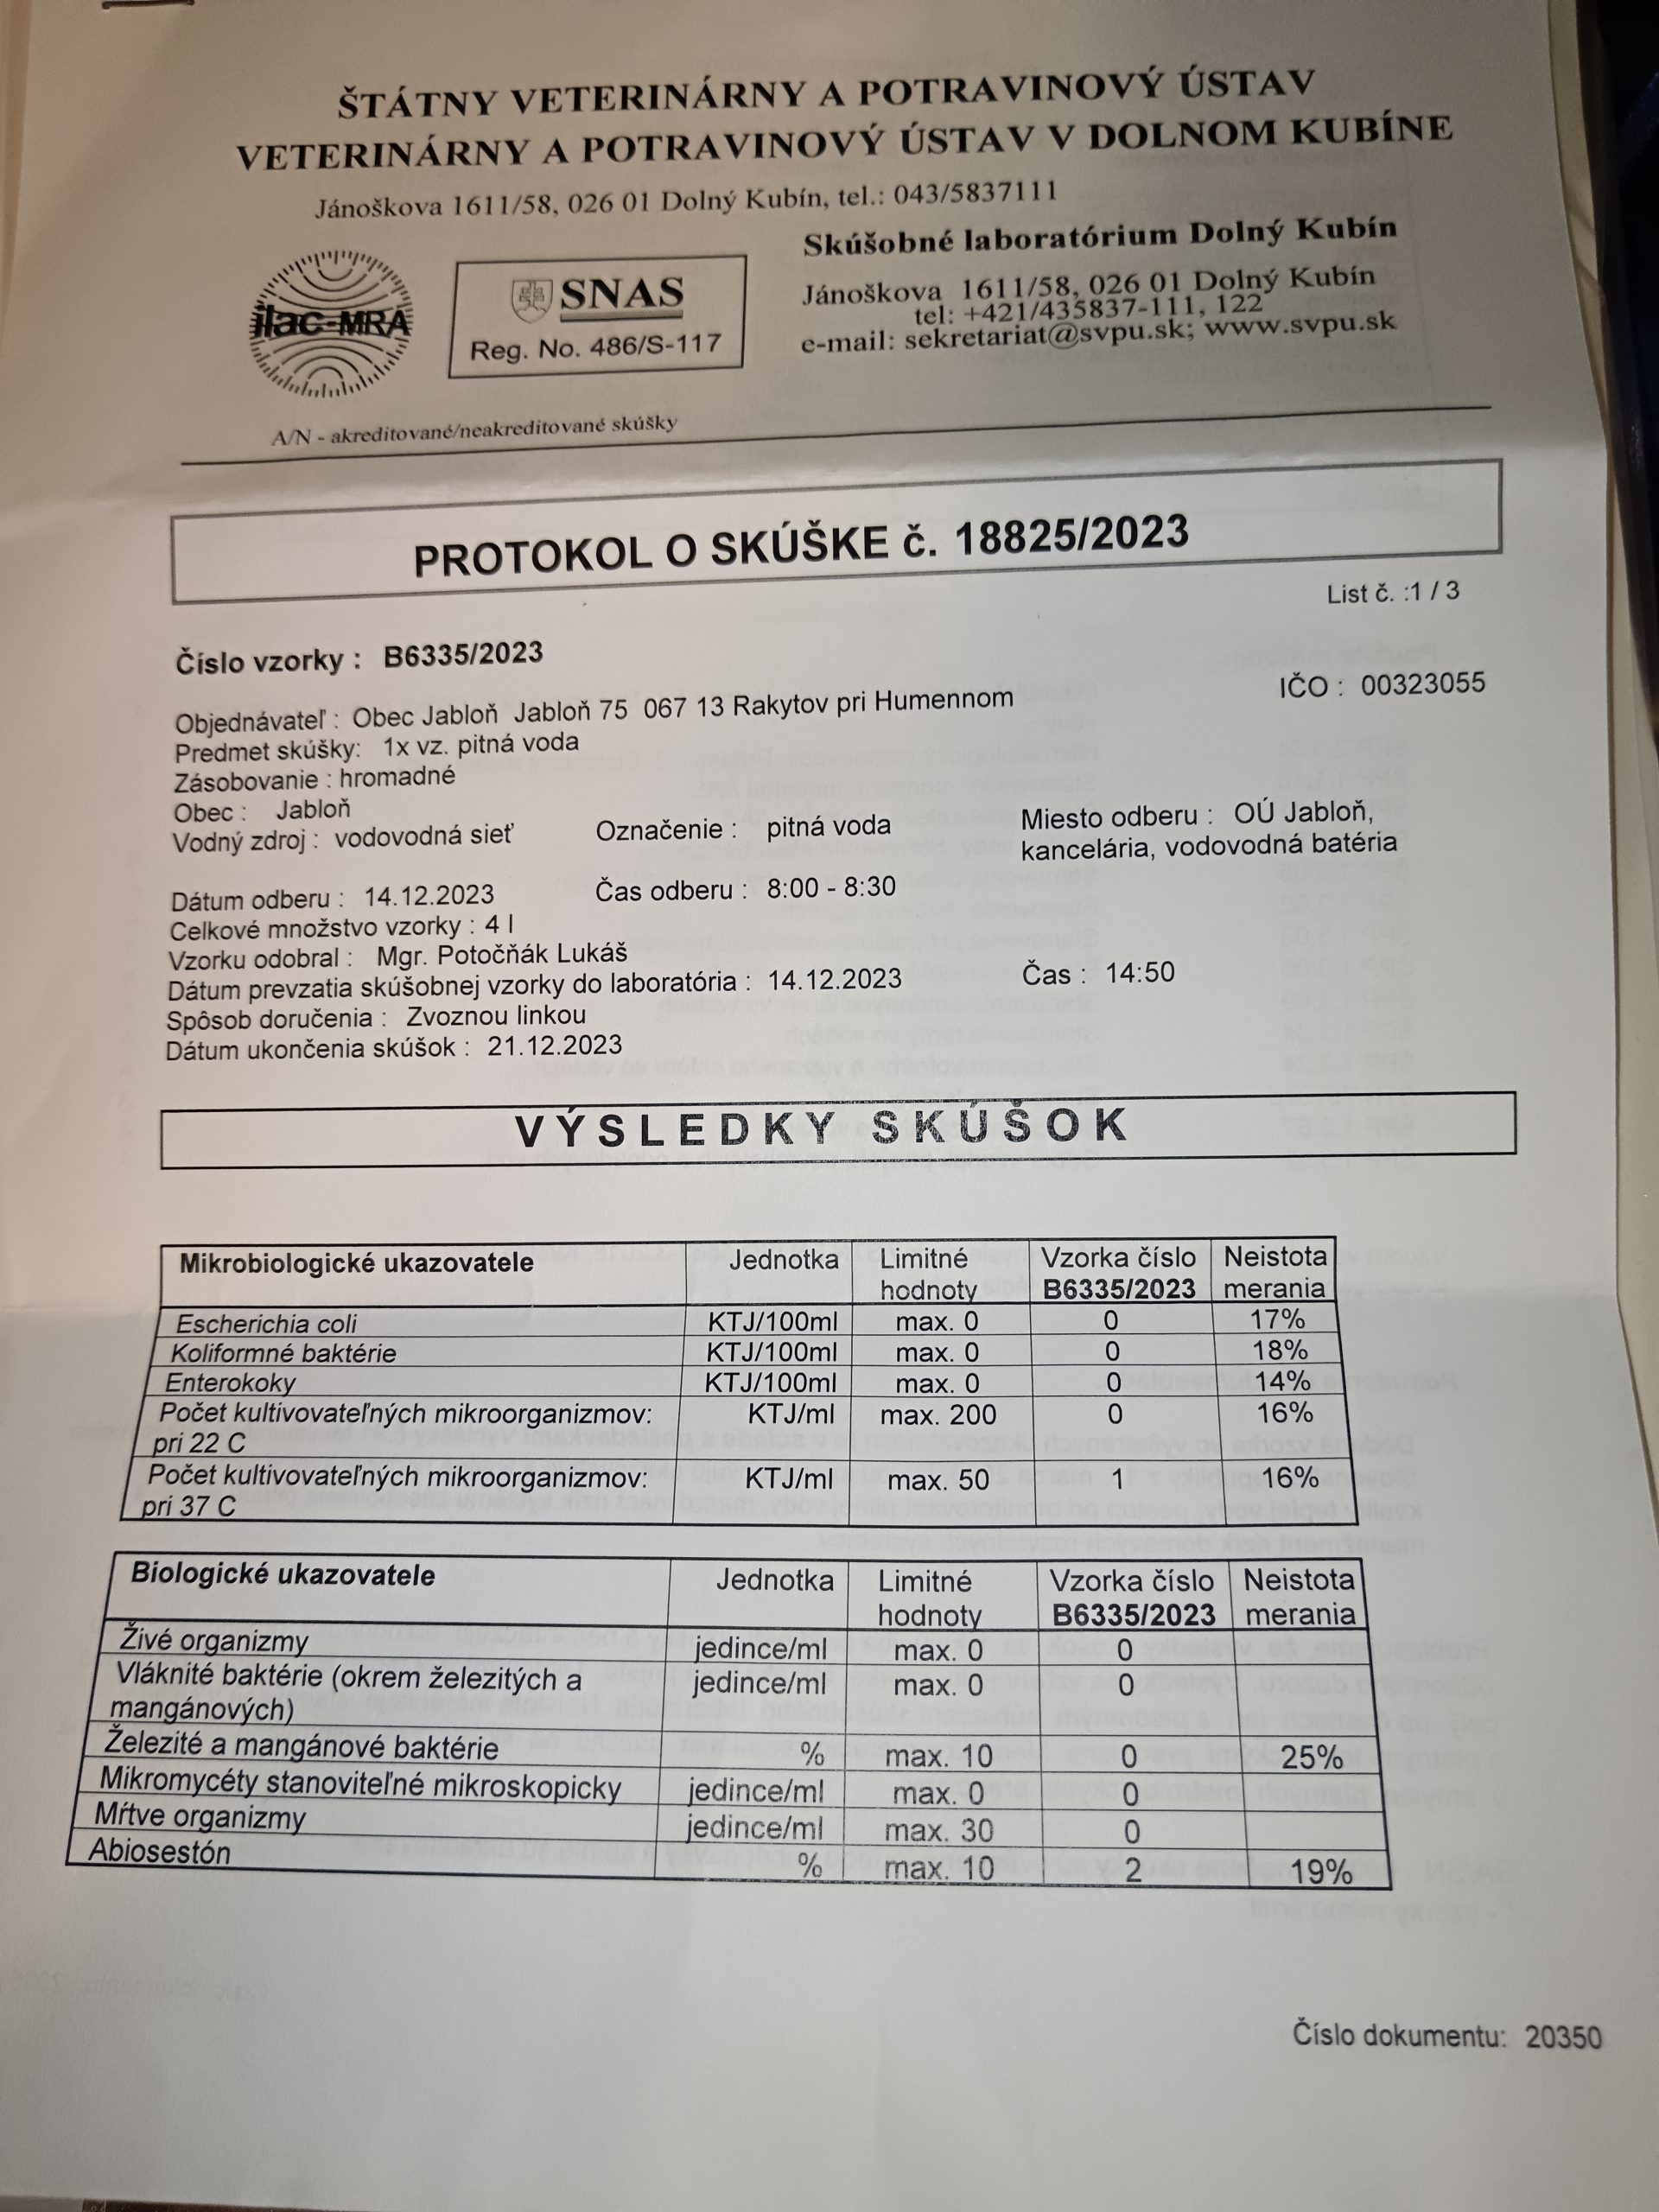 ŠTÁTNY VETERINÁRNY A POTRAVINOVÝ ÚSTAV
VETERINÁRNY A POTRAVINOVÝ ÚSTAV V DOLNOM KUBÍNE
Jánoškova 1611/58, 026 01 Dolný Kubín, tel.: 043/5837111
ilac-MRA
SNAS
Reg. No. 486/S-117
Skúšobné laboratórium Dolný Kubín
Jánoškova 1611/58, 026 01 Dolný Kubín
tel: +421/435837-111, 122
e-mail: sekretariat@svpu.sk; www.svpu.sk
A/N - akreditované/neakreditované skúšky
PROTOKOL O SKÚŠKE č. 18825/2023
List č. :1 / 3
Číslo vzorky : B6335/2023
IČO : 00323055
Objednávateľ : Obec Jabloň Jabloň 75 067 13 Rakytov pri Humennom
Predmet skúšky: 1x vz. pitná voda
Zásobovanie : hromadné
Obec : Jabloň
Vodný zdroj : vodovodná sieť Označenie : pitná voda Miesto odberu : OÚ Jabloň,
kancelária, vodovodná batéria
Dátum odberu : 14.12.2023 Čas odberu : 8:00 - 8:30
Celkové množstvo vzorky : 4 l
Vzorku odobral : Mgr. Potočňák Lukáš
Dátum prevzatia skúšobnej vzorky do laboratória : 14.12.2023 Čas : 14:50
Spôsob doručenia : Zvoznou linkou
Dátum ukončenia skúšok : 21.12.2023
VÝSLEDKY SKÚŠOK
Mikrobiologické ukazovatele Jednotka Limitné Vzorka číslo Neistota
hodnoty B6335/2023 merania
Escherichia coli KTJ/100ml max. 0 0 17%
Koliformné baktérie KTJ/100ml max. 0 0 18%
Enterokoky KTJ/100ml max. 0 0 14%
Počet kultivovateľných mikroorganizmov: KTJ/ml max. 200 0 16%
pri 22 C
Počet kultivovateľných mikroorganizmov: KTJ/ml max. 50 1 16%
pri 37 C
Biologické ukazovatele Jednotka Limitné Vzorka číslo Neistota
hodnoty B6335/2023 merania
Živé organizmy jedince/ml max. 0 0
Vláknité baktérie (okrem železitých a jedince/ml max. 0 0
mangánových)
Železité a mangánové baktérie % max. 10 0 25%
Mikromycéty stanoviteľné mikroskopicky jedince/ml max. 0 0
Mŕtve organizmy jedince/ml max. 30 0
Abiosestón % max. 10 2 19%
Číslo dokumentu: 20350